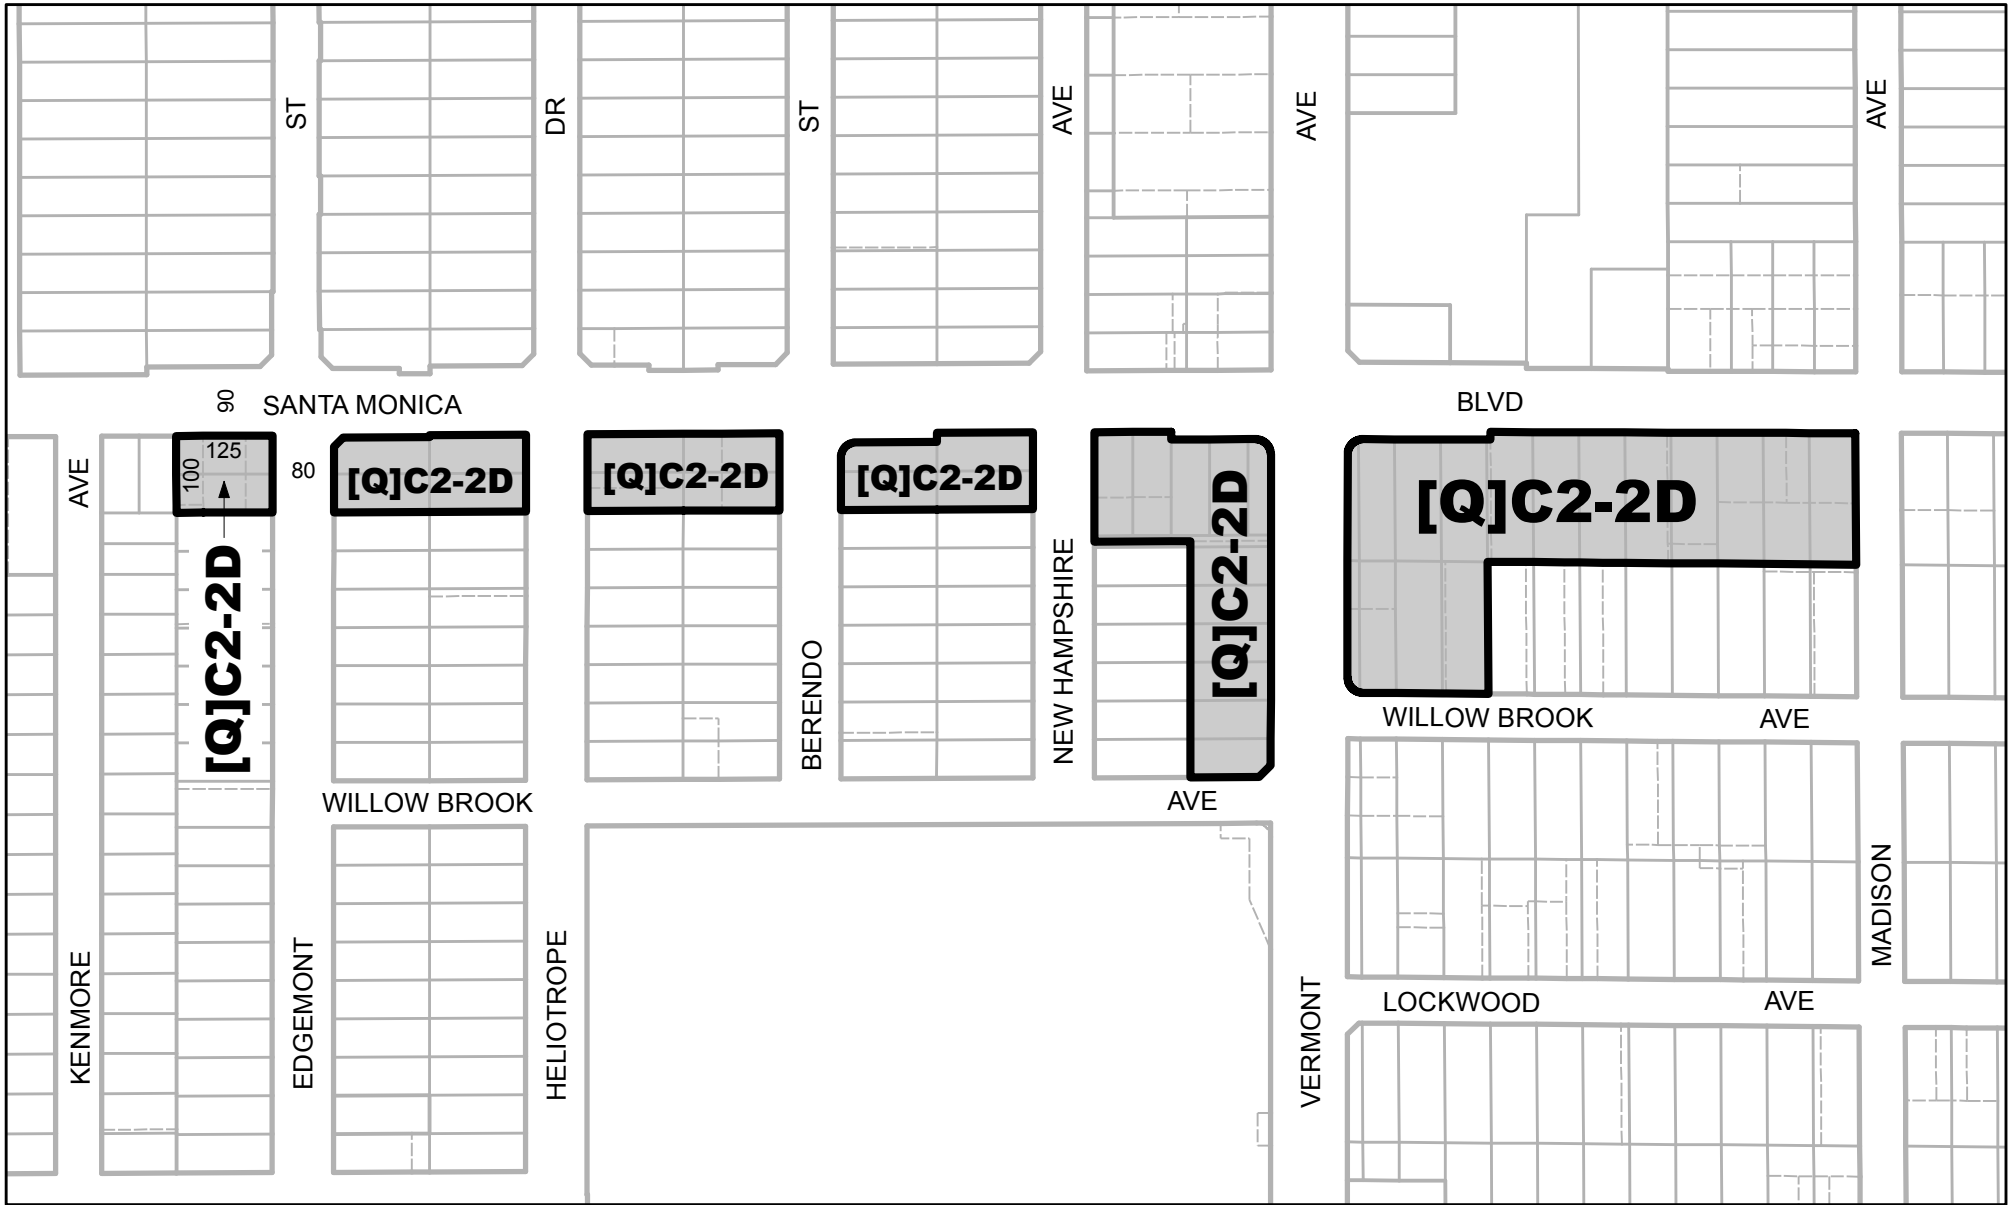 ST
DR
ST
AVE
AVE
AVE
90
SANTA MONICA
BLVD
AVE
125
100
80
[Q]C2-2D
[Q]C2-2D
[Q]C2-2D
[Q]C2-2D
[Q]C2-2D
[Q]C2-2D
BERENDO
NEW HAMPSHIRE
WILLOW BROOK
AVE
WILLOW BROOK
AVE
KENMORE
EDGEMONT
HELIOTROPE
VERMONT
MADISON
LOCKWOOD
AVE